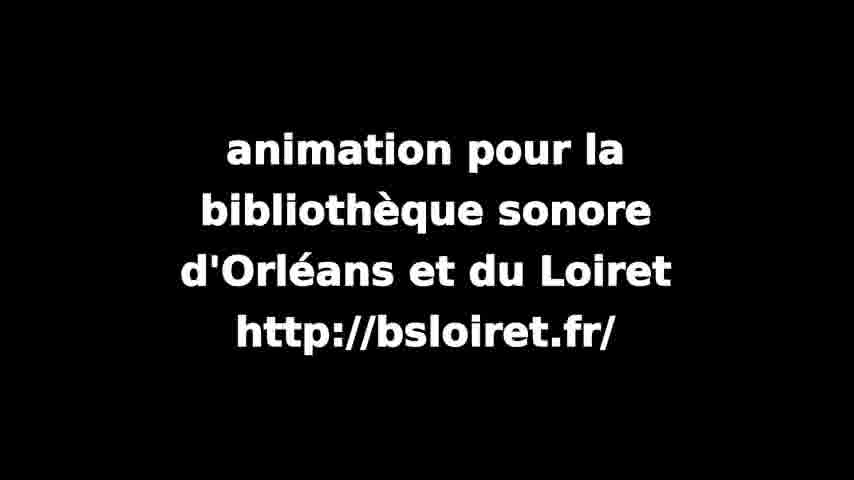 animation pour la
bibliothèque sonore
d'Orléans et du Loiret
http://bsloiret.fr/